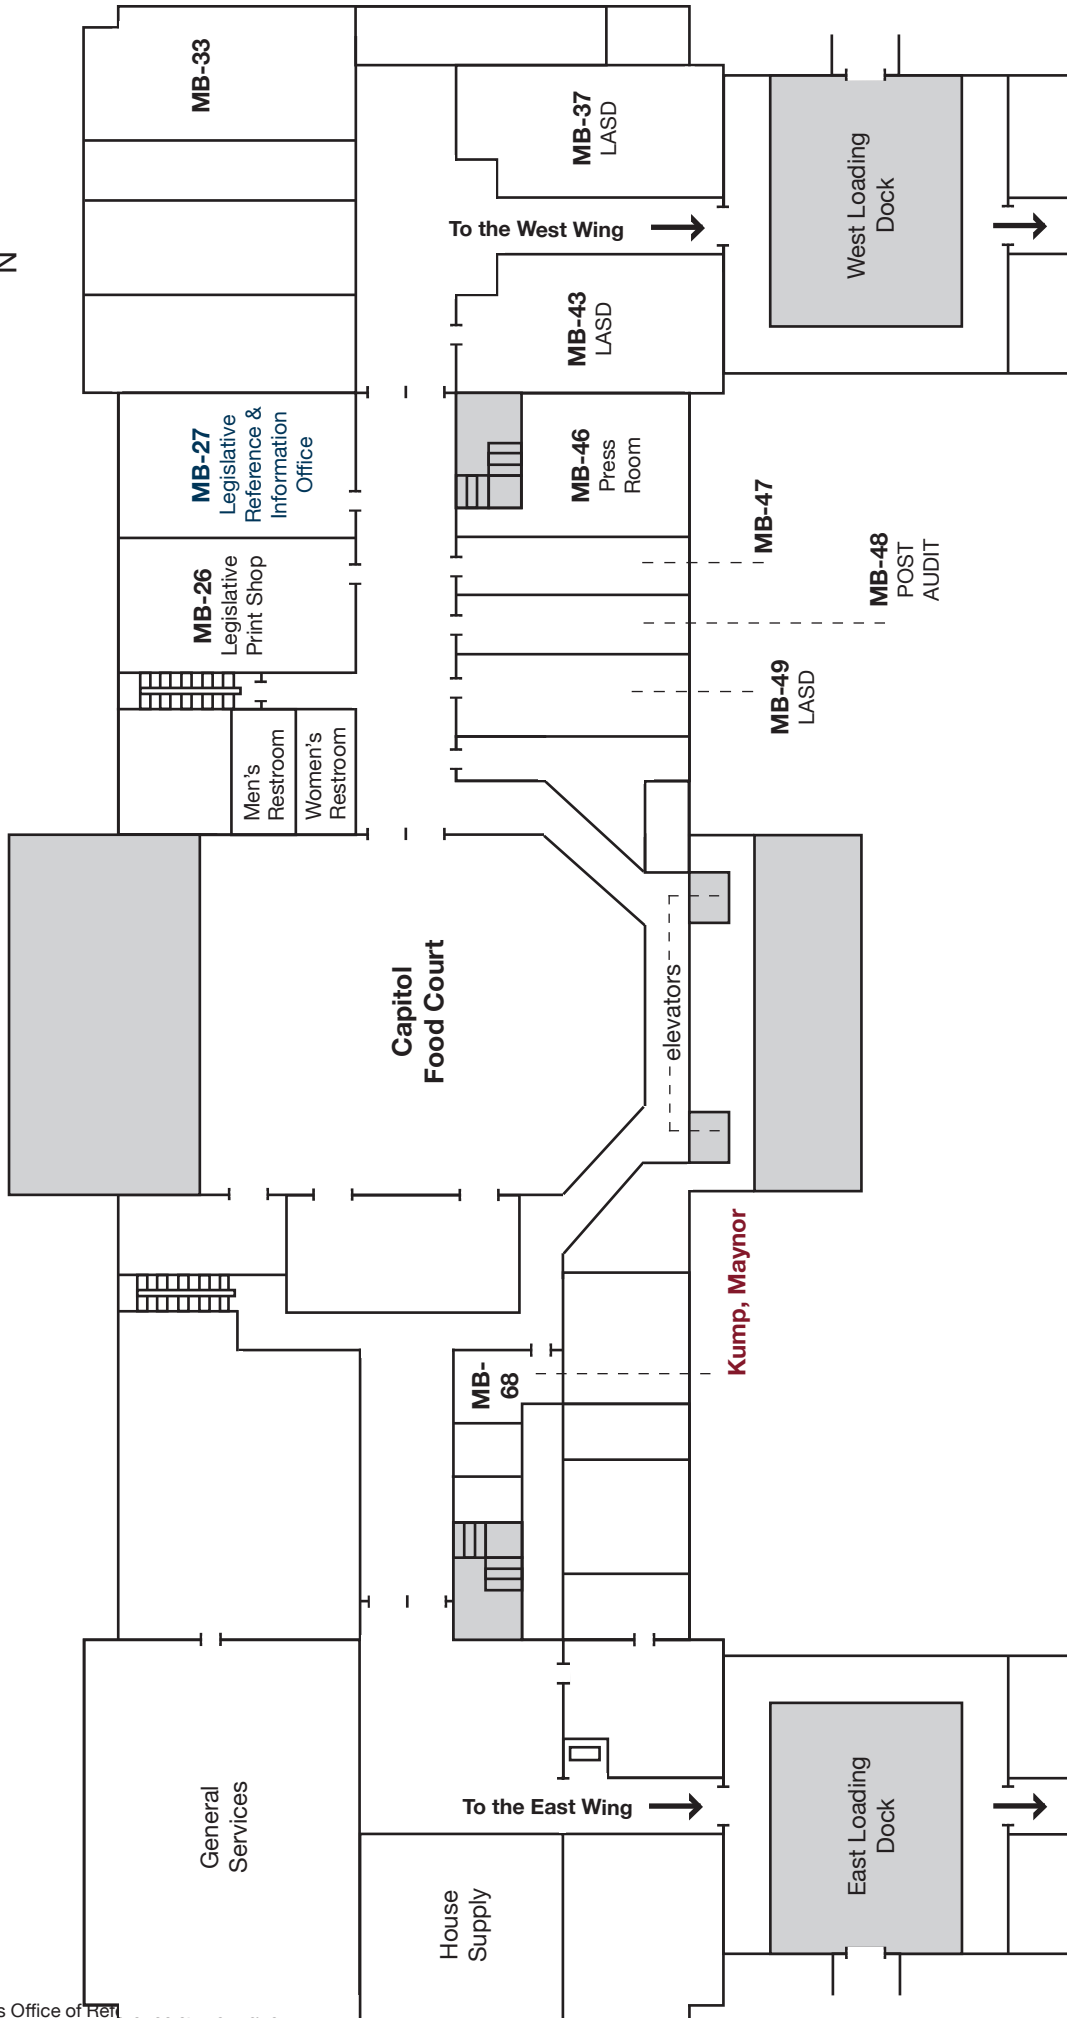 N
MB-33
MB-37
LASD
To the West Wing
West Loading
Dock
MB-43
LASD
MB-27
Legislative
Reference &
Information
Office
MB-46
Press
Room
MB-47
MB-48
POST
AUDIT
MB-26
Legislative
Print Shop
MB-49
LASD
Men's
Restroom
Women's
Restroom
Capitol
Food Court
elevators
Kump, Maynor
MB-
68
General
Services
To the East Wing
East Loading
Dock
House
Supply
s Office of Refe